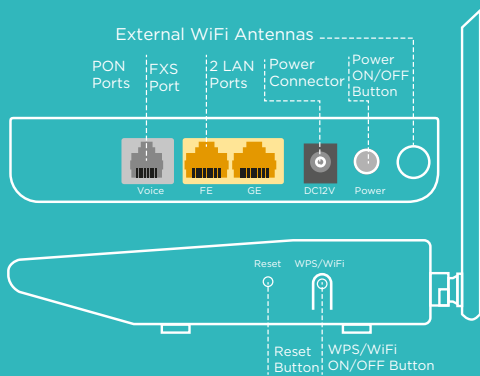 External WiFi Antennas
PON
Ports
FXS
Port
2 LAN
Ports
Power
Connector
Power
ON/OFF
Button
Voice
FE
GE
DC12V
Power
Reset
WPS/WiFi
Reset
Button
WPS/WiFi
ON/OFF Button